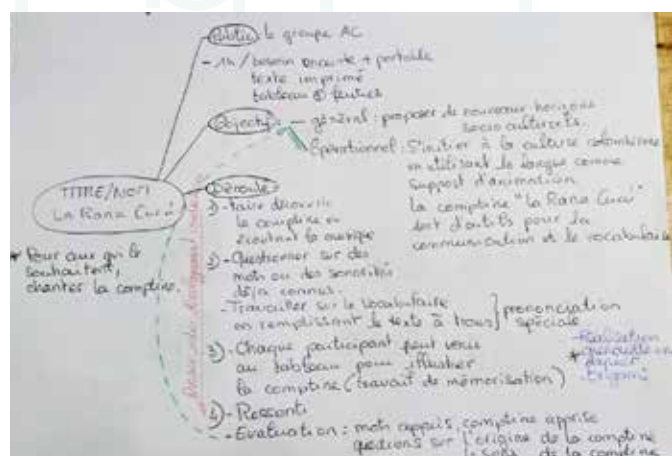 Public : le groupe AC
- 1h / besoin enceinte + portable
texte imprimé
tableau feutres
Objectifs - général : proposer de nouveaux horizons
socio culturels.
Opérationnel : S'initier à la culture colombienne
en utilisant la langue comme
support d'animation
la comptine "La Rana Cucú"
sert d'outils pour la
communication et le vocabulaire
TITRE/NOM
La Rana Cucú
* Pour ceux qui le
souhaitent,
chanter la comptine.
Déroulé
1) - Faire découvrir
la comptine en
écoutant la musique
2) - Questionner sur des
mots ou des sonorités
déjà connus.
- Travailler sur le vocabulaire
en remplissant le texte à trous } prononciation
spéciale
3) - Chaque participant peut venir
au tableau pour illustrer
la comptine (travail de mémorisation)
* - Réalisation
grenouille en
papier
- Origami
4) - Ressenti
- Evaluation : mots appris, comptine apprise
questions sur l'origine de la comptine
de la comptine